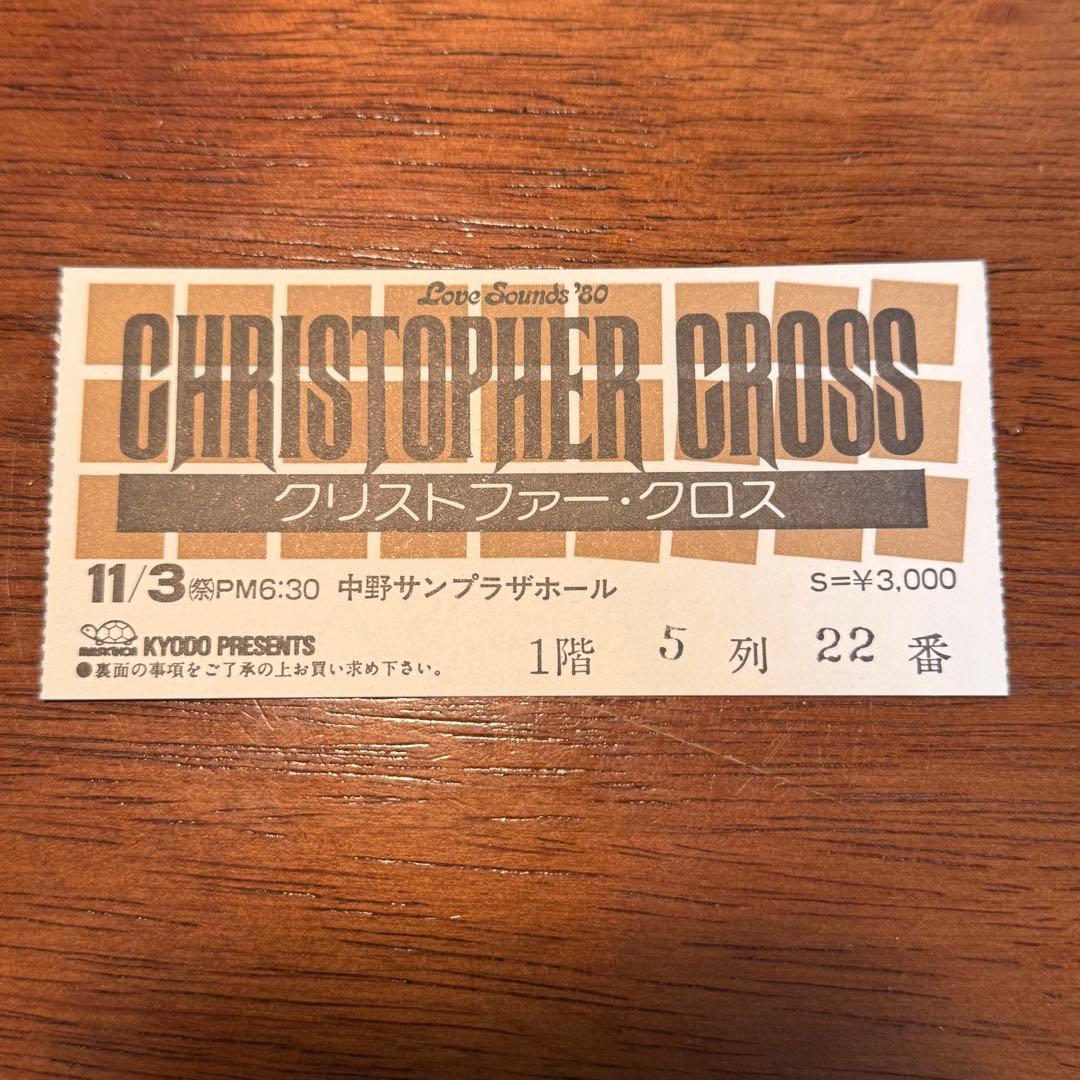 Love Sounds '80
CHRISTOPHER CROSS
クリストファー・クロス
11/3㊗PM6:30 中野サンプラザホール S=¥3,000
KYODO PRESENTS
●裏面の事項をご了承の上お買い求め下さい。
1階 5 列 22 番